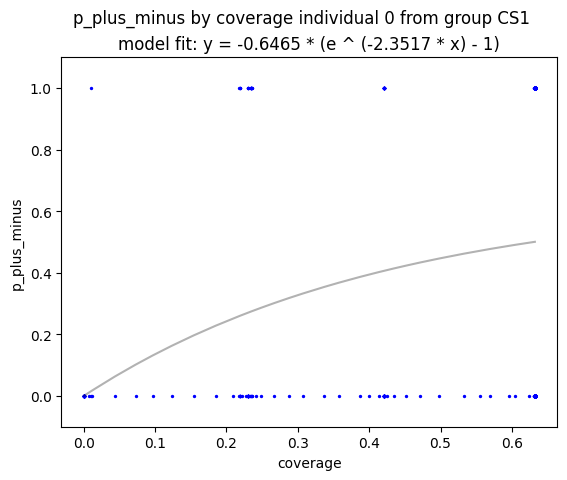 p_plus_minus by coverage individual 0 from group CS1
model fit: y = -0.6465 * (e ^ (-2.3517 * x) - 1)
1.0
0.8
0.6
0.4
0.2
0.0
p_plus_minus
0.0 0.1 0.2 0.3 0.4 0.5 0.6
coverage